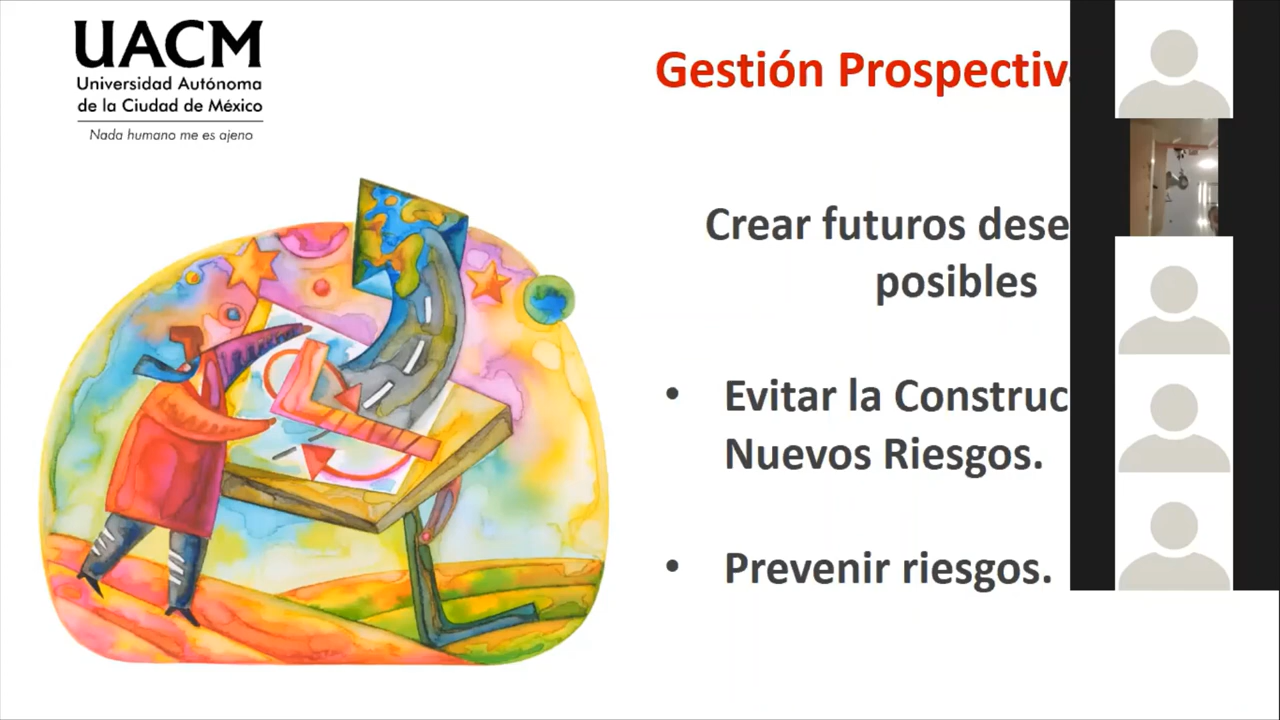 UACM
Universidad Autónoma
de la Ciudad de México
Nada humano me es ajeno
Gestión Prospectiv
Crear futuros dese
posibles
• Evitar la Construc
Nuevos Riesgos.
• Prevenir riesgos.